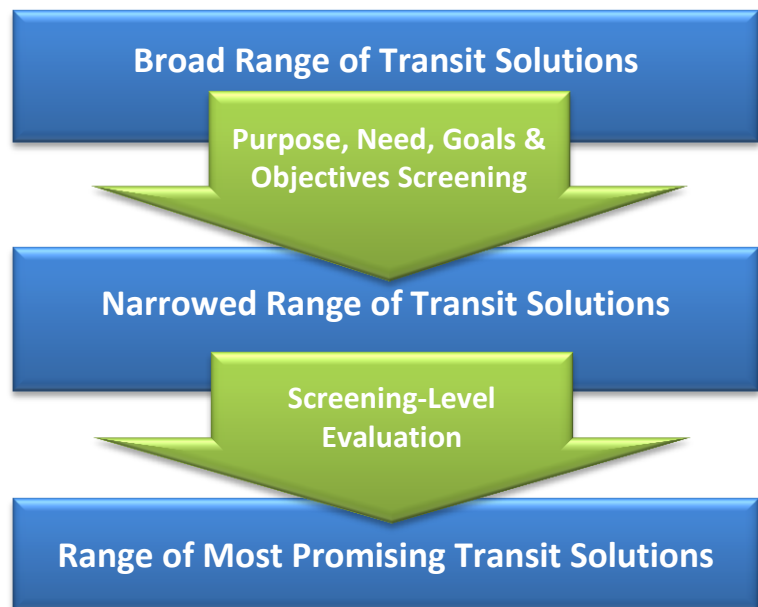 Broad Range of Transit Solutions
Purpose, Need, Goals &
Objectives Screening
Narrowed Range of Transit Solutions
Screening-Level
Evaluation
Range of Most Promising Transit Solutions